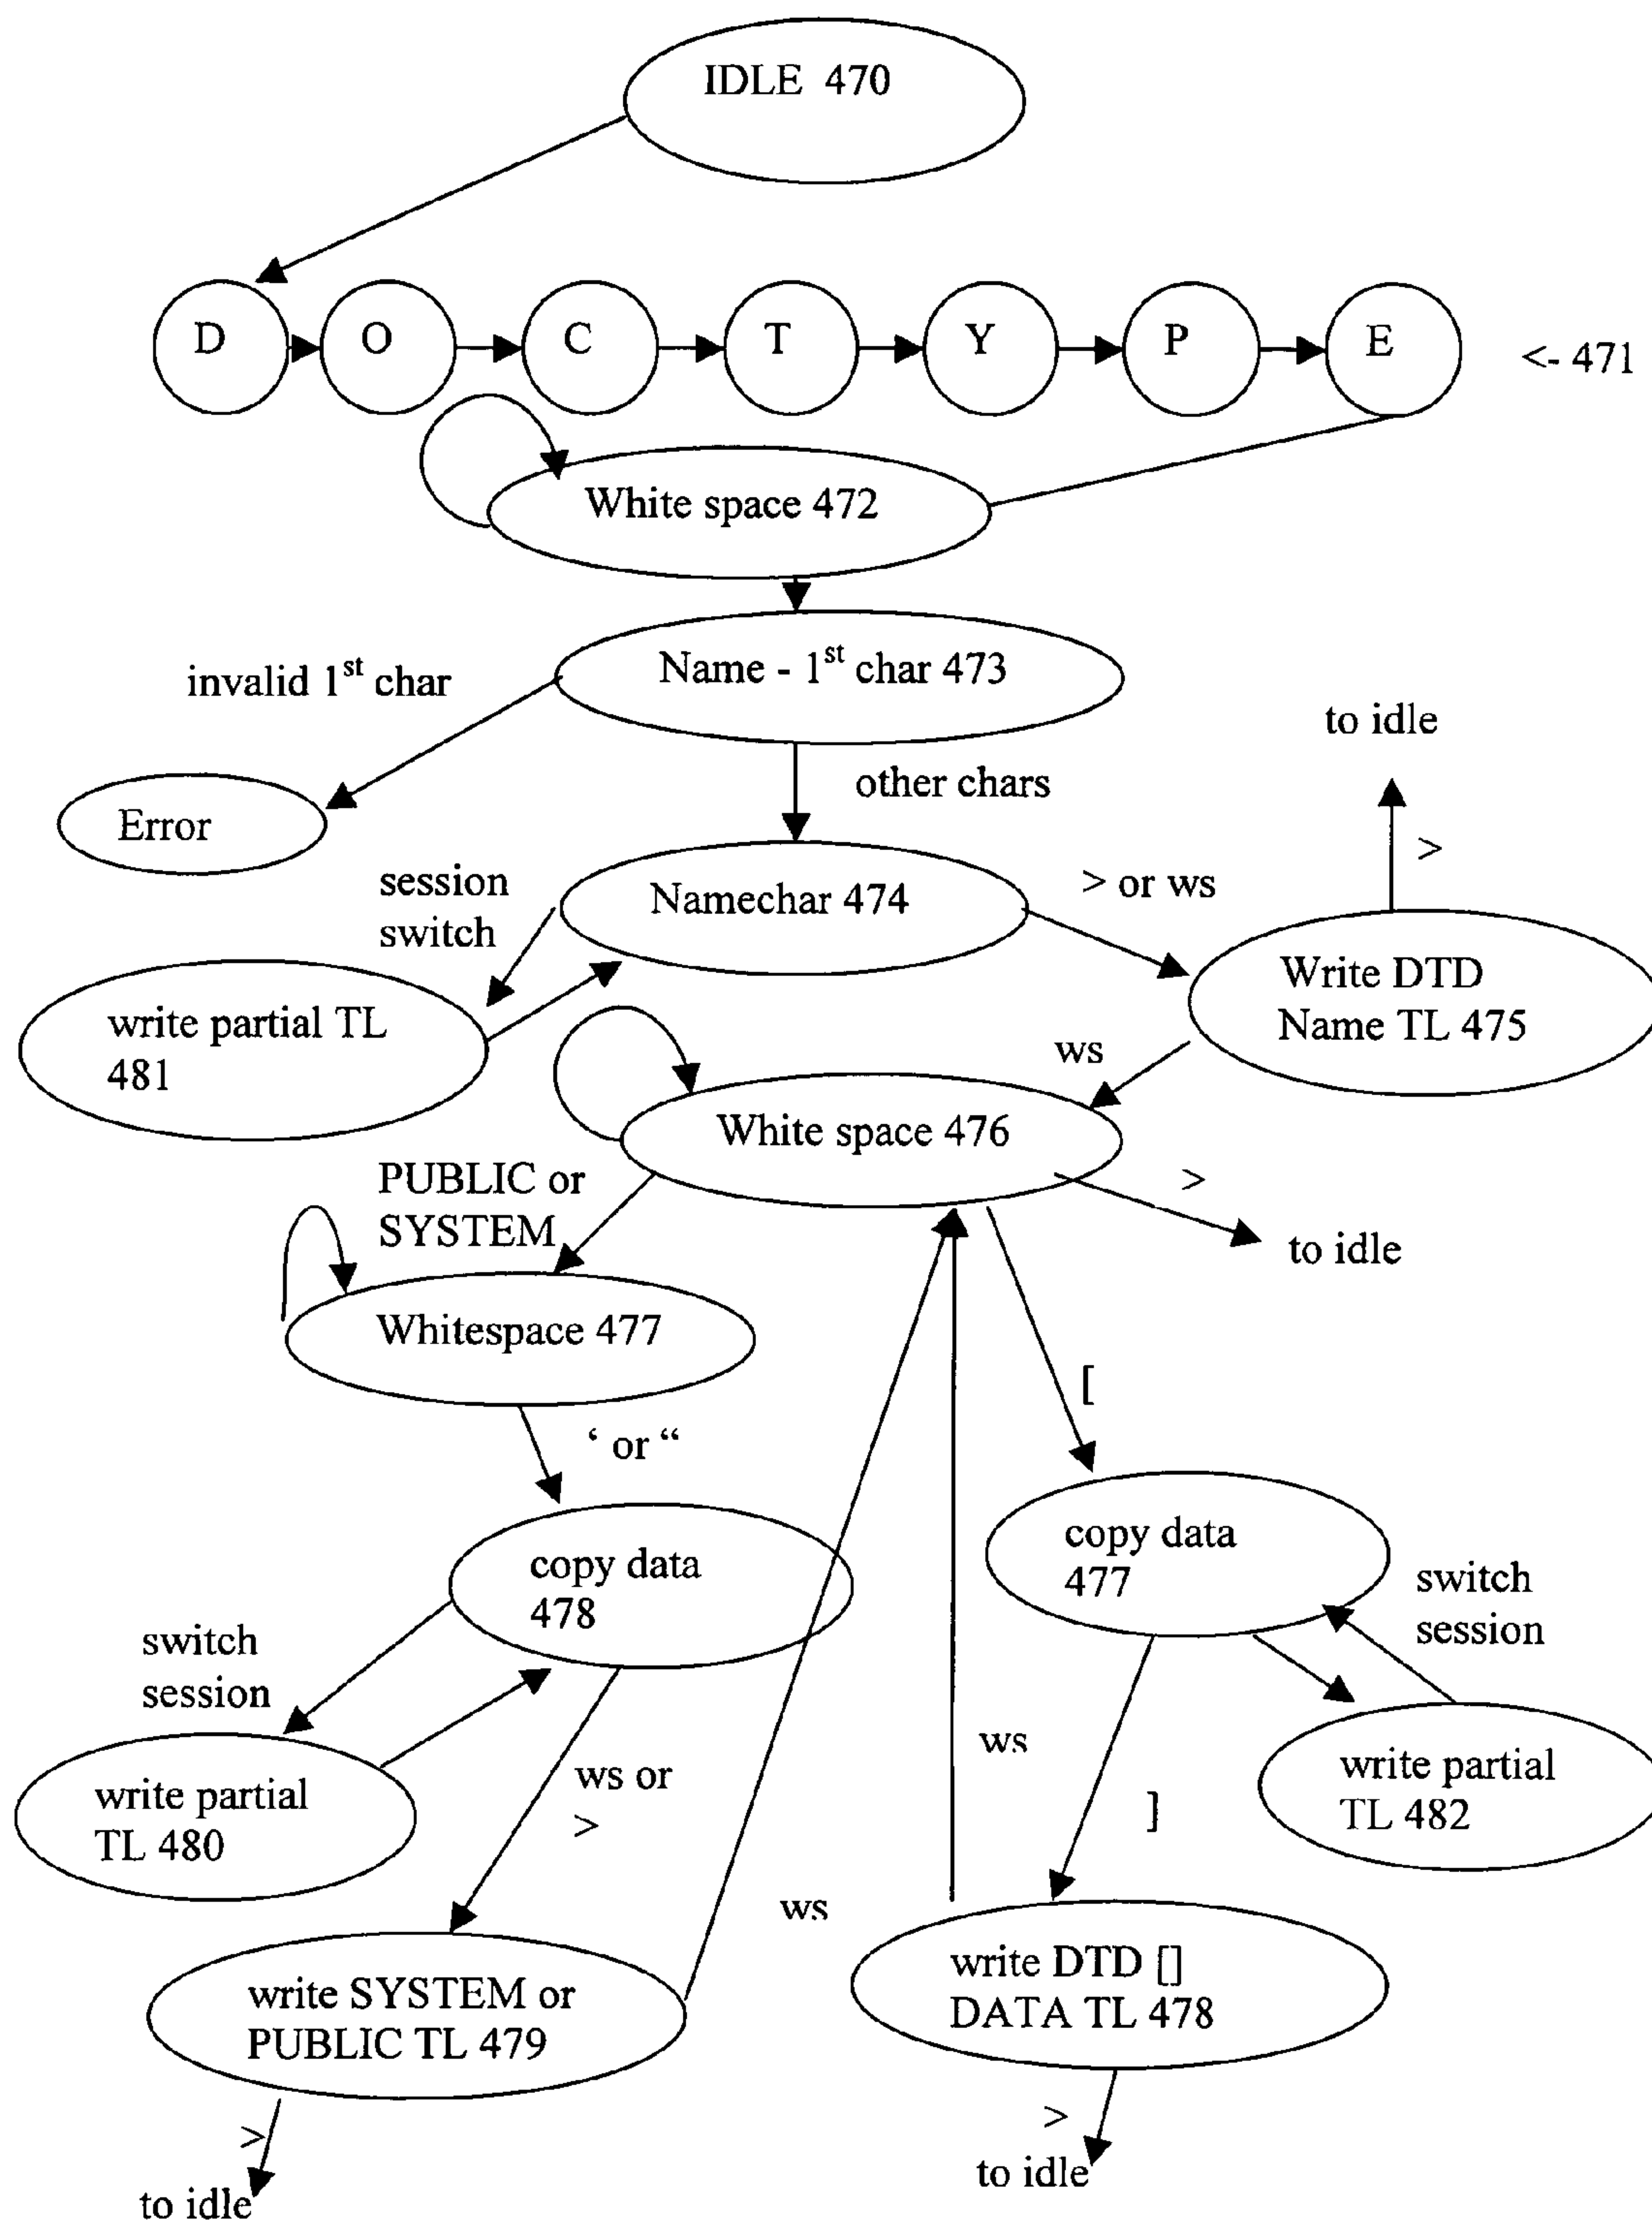 IDLE 470
D O C T Y P E <- 471
White space 472
Name - 1st char 473
invalid 1st char
to idle
other chars
>
Error
session
switch
Namechar 474
> or ws
Write DTD
Name TL 475
write partial TL
481
ws
White space 476
PUBLIC or
SYSTEM
>
to idle
Whitespace 477
[
‘ or “
copy data
477
copy data
478
switch
session
switch
session
ws
write partial
TL 480
ws or
>
]
write partial
TL 482
ws
write SYSTEM or
PUBLIC TL 479
write DTD []
DATA TL 478
>
to idle
>
to idle